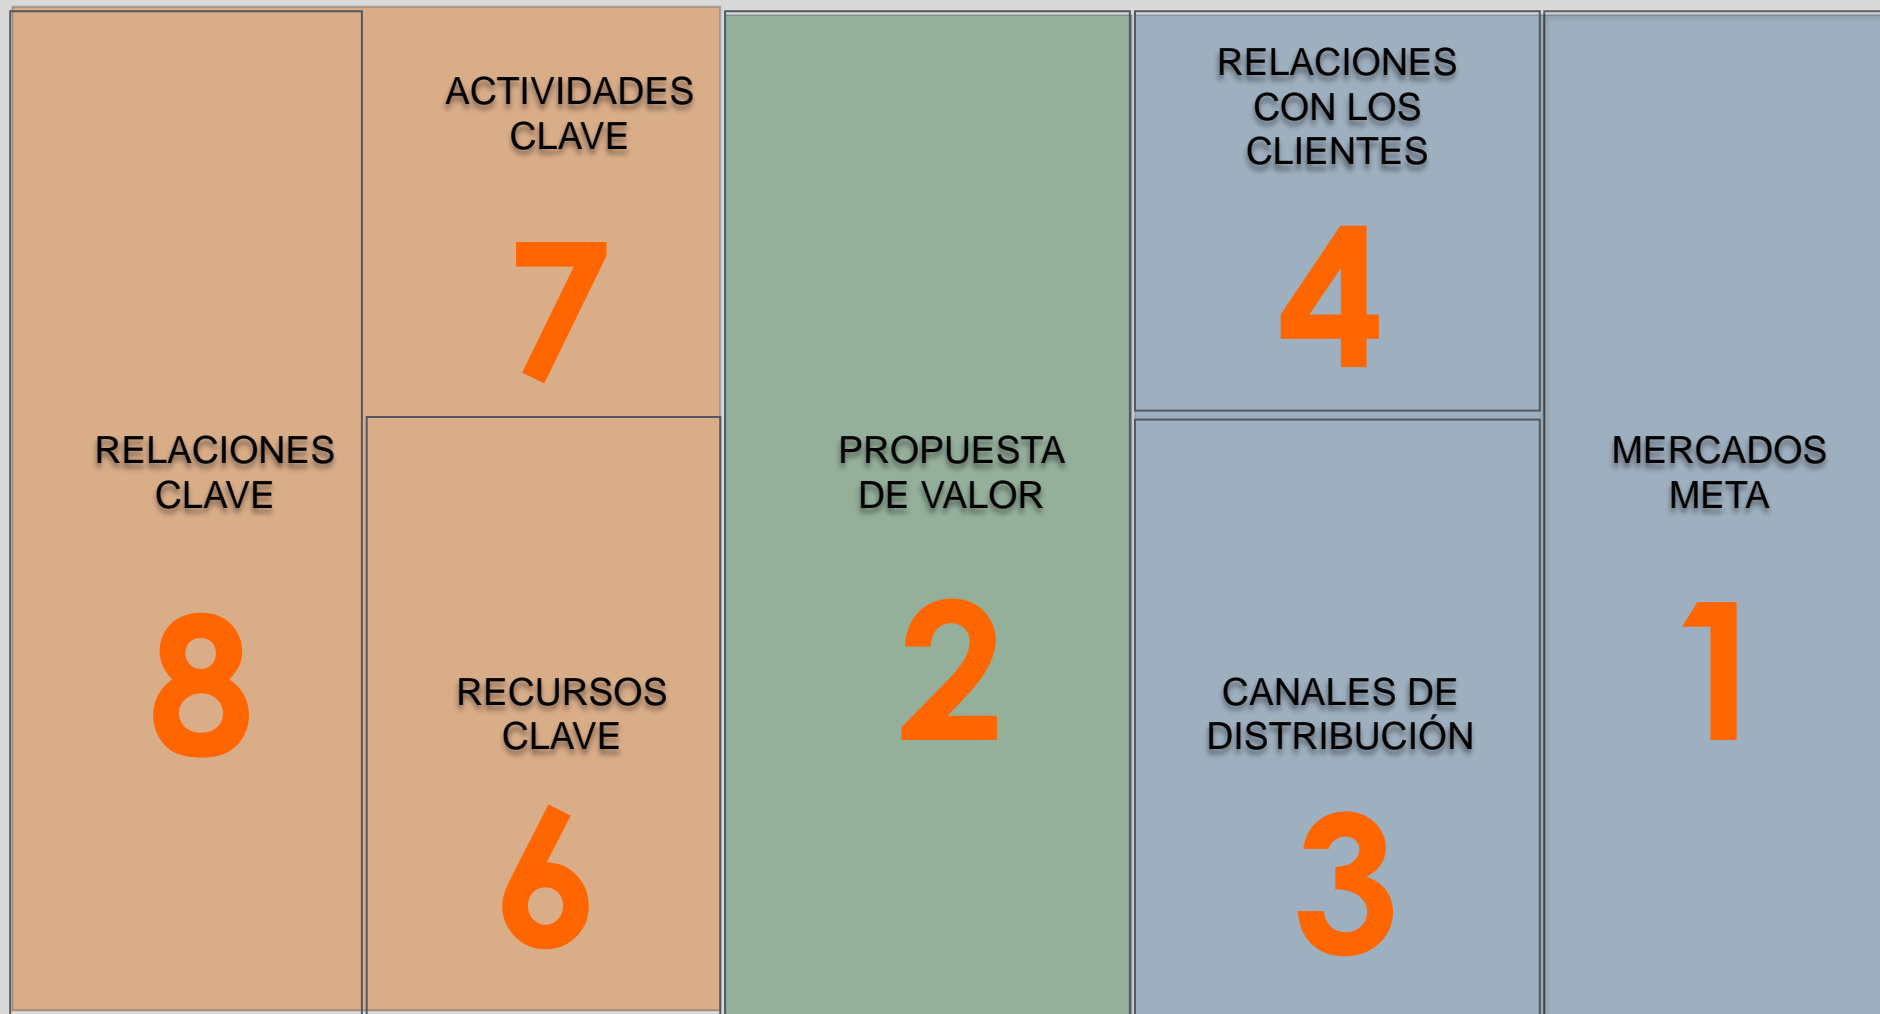 ACTIVIDADES
CLAVE
7
RELACIONES
CON LOS
CLIENTES
4
RELACIONES
CLAVE
8
PROPUESTA
DE VALOR
2
MERCADOS
META
1
RECURSOS
CLAVE
6
CANALES DE
DISTRIBUCIÓN
3